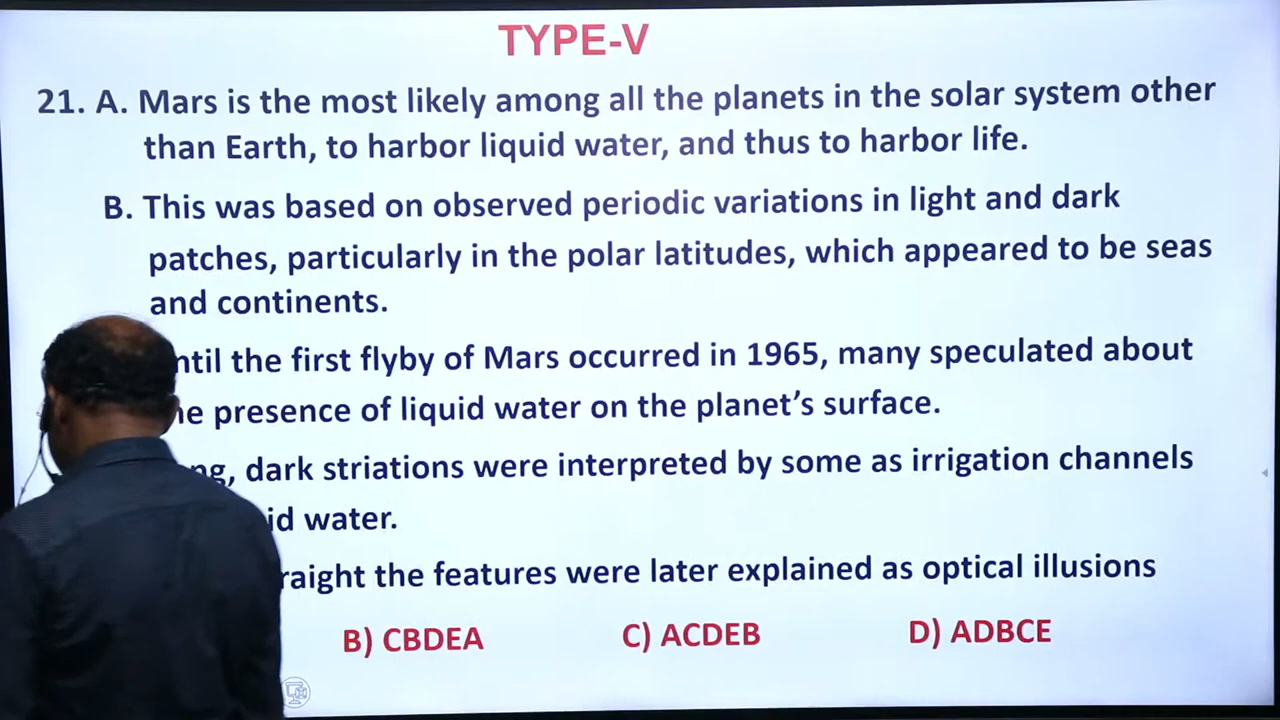 TYPE-V
21. A. Mars is the most likely among all the planets in the solar system other
than Earth, to harbor liquid water, and thus to harbor life.
B. This was based on observed periodic variations in light and dark
patches, particularly in the polar latitudes, which appeared to be seas
and continents.
the first flyby of Mars occurred in 1965, many speculated about
presence of liquid water on the planet's surface.
dark striations were interpreted by some as irrigation channels
water.
the features were later explained as optical illusions
B) CBDEA C) ACDEB D) ADBCE